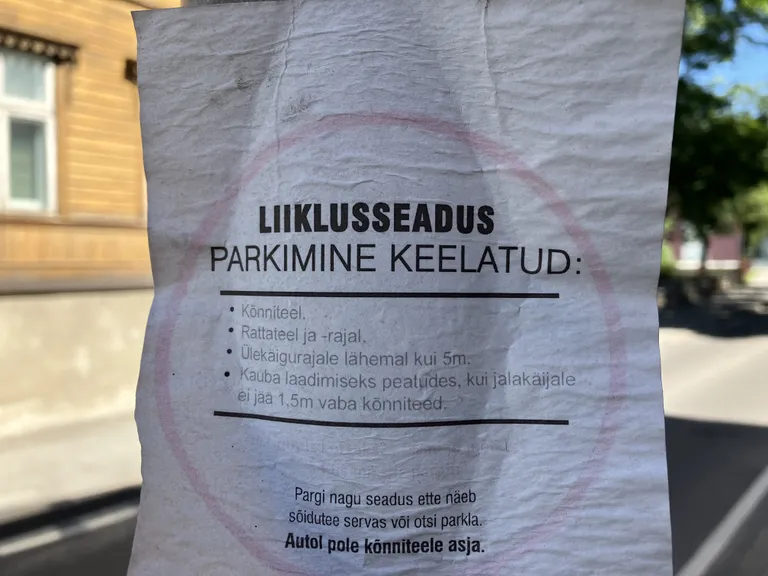 LIIKLUSSEADUS
PARKIMINE KEELATUD:
• Kõnniteel.
• Rattateel ja -rajal.
• Ülekäigurajale lähemal kui 5m.
• Kauba laadimiseks peatudes, kui jalakäijale
ei jää 1,5m vaba kõnniteed.
Pargi nagu seadus ette näeb
sõidutee servas või otsi parkla.
Autol pole kõnniteele asja.